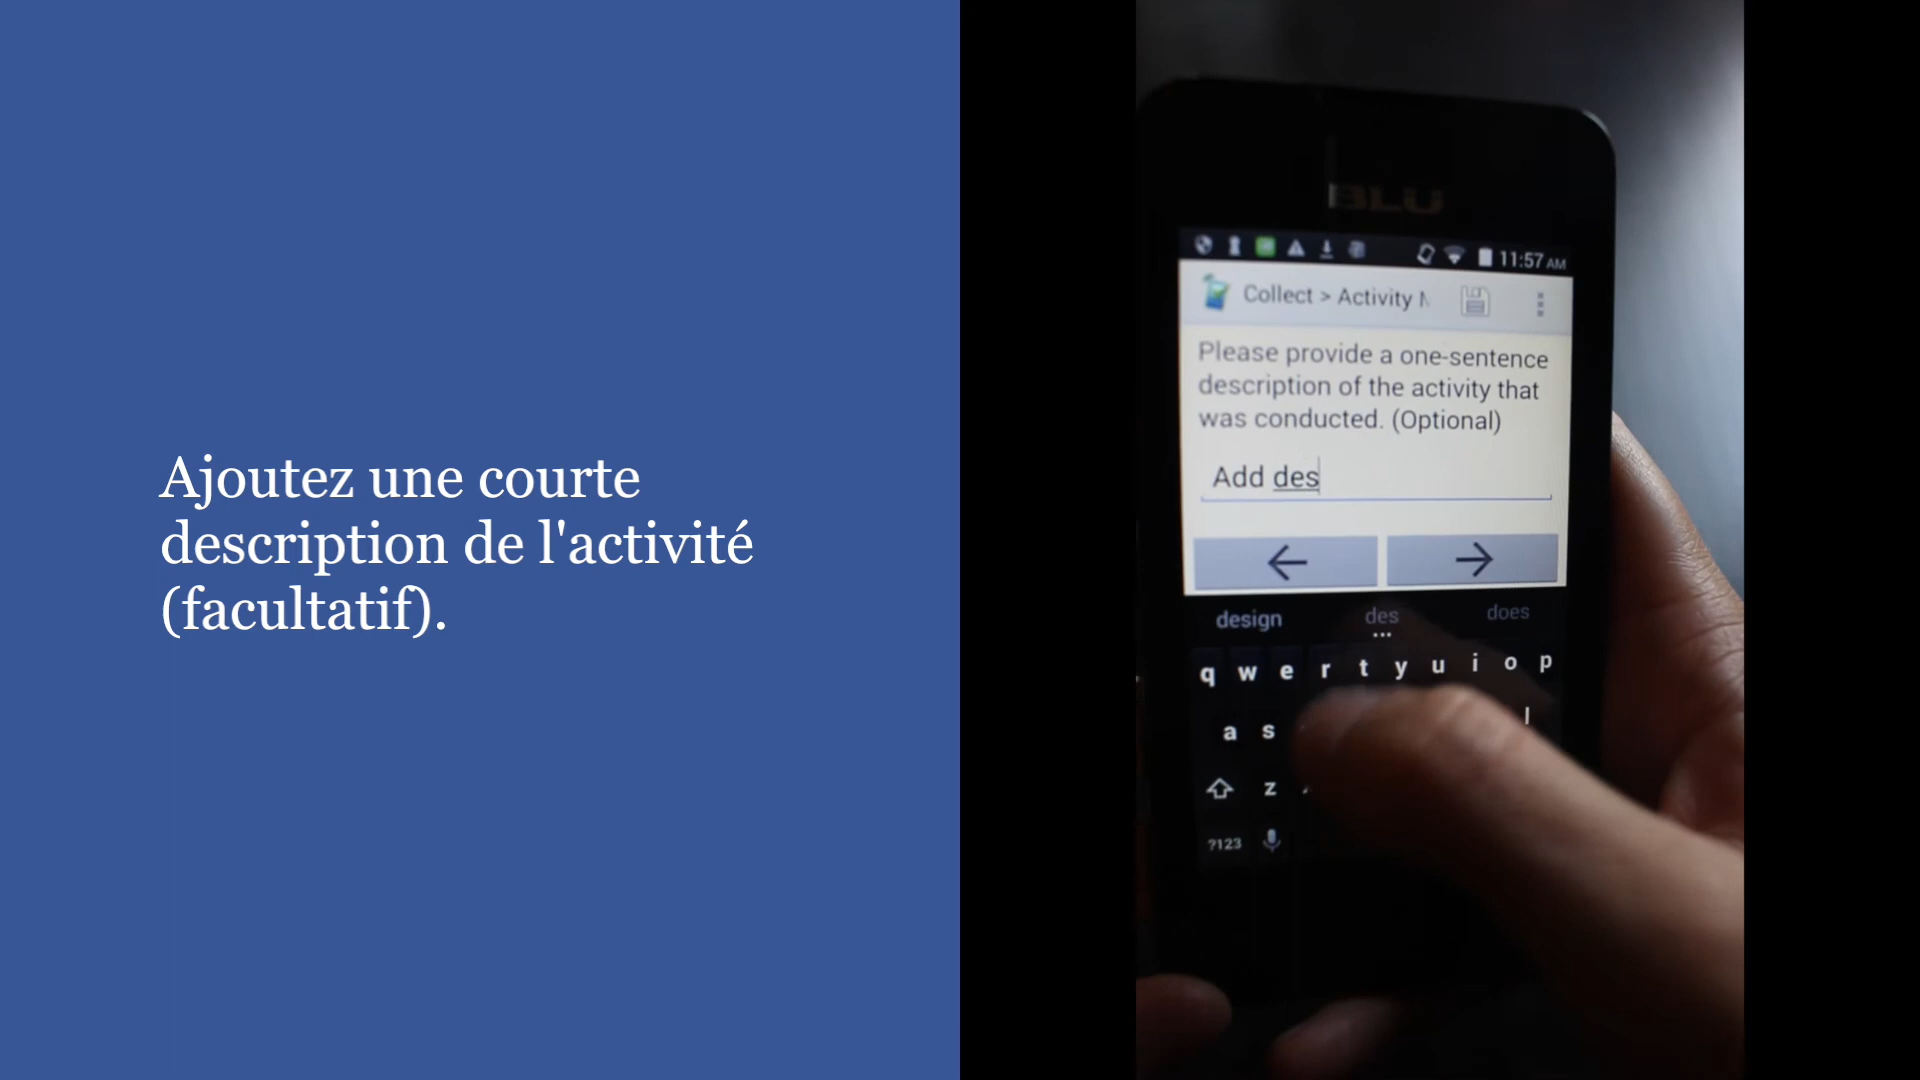 Ajoutez une courte
description de l'activité
(facultatif).
BLU
11:57 AM
Collect > Activity
Please provide a one-sentence
description of the activity that
was conducted. (Optional)
Add des
design des does
q w e r t y u i o p
a s l
z
?123